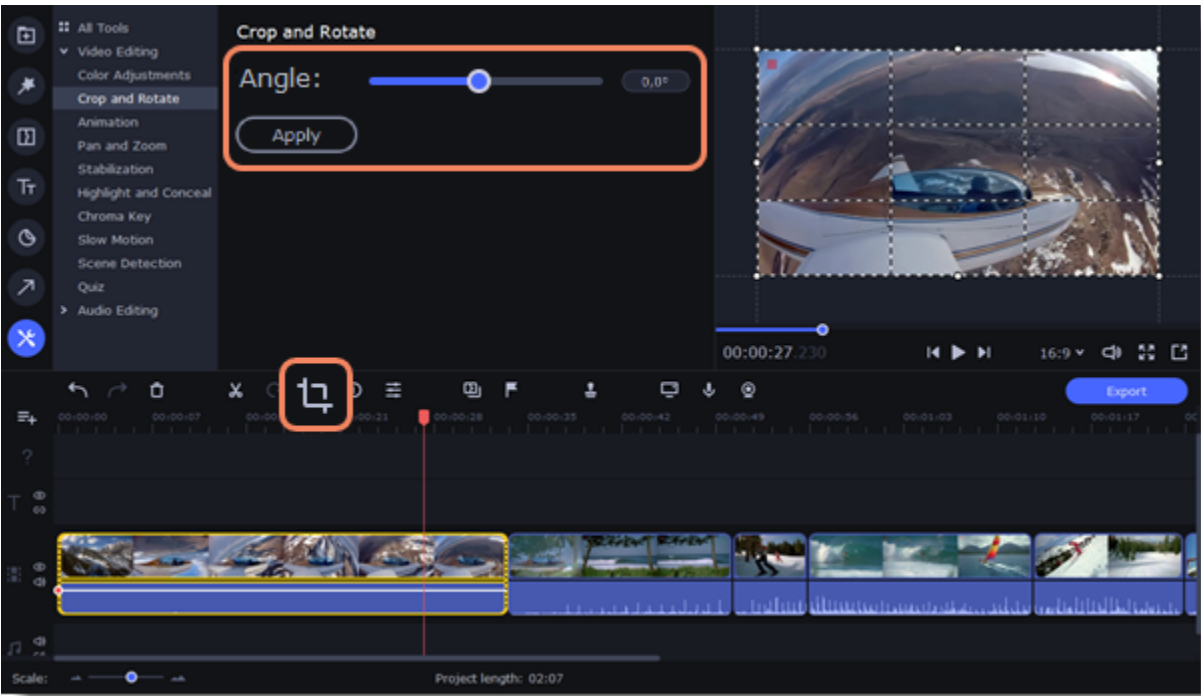 All Tools
Video Editing
Color Adjustments
Crop and Rotate
Animation
Pan and Zoom
Stabilization
Highlight and Conceal
Chroma Key
Slow Motion
Scene Detection
Quiz
Audio Editing
Crop and Rotate
Angle:
0,0°
Apply
00:00:27.230
16:9
Export
00:00:00
00:00:07
00:00:21
00:00:28
00:00:35
00:00:42
00:00:49
00:00:56
00:01:03
00:01:10
00:01:17
Scale:
Project length: 02:07